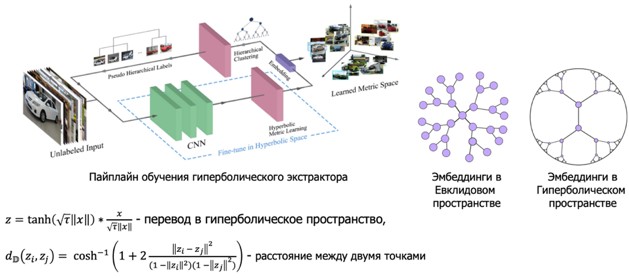 Pseudo Hierarchical Labels
Hierarchical
Clustering
Embedding
Learned Metric Space
Unlabeled Input
CNN
Hyperbolic
Metric Learning
Fine-tune in Hyperbolic Space
Пайплайн обучения гиперболического экстрактора
Эмбеддинги в
Евклидовом
пространстве
Эмбеддинги в
Гиперболическом
пространстве
z = tanh(√τ‖x‖) * x / √τ‖x‖ - перевод в гиперболическое пространство,
d_𝔻(z_i, z_j) = cosh⁻¹(1 + 2 ‖z_i − z_j‖² / (1−‖z_i‖²)(1−‖z_j‖²)) - расстояние между двумя точками